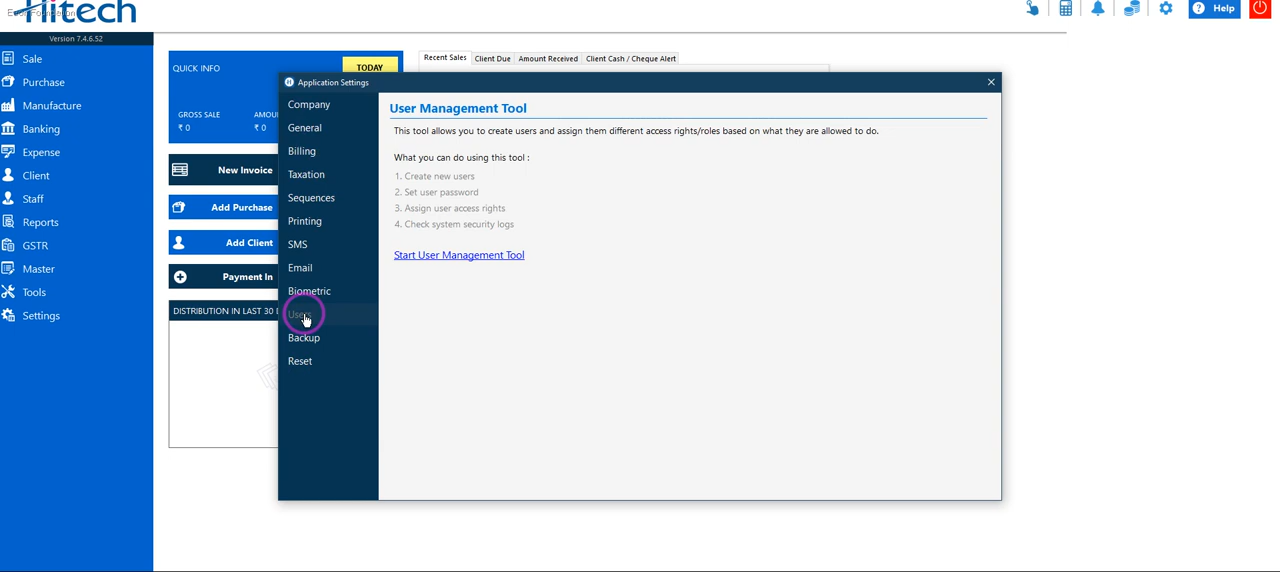 Hitech
Help
Version 7.4.6.52
Sale
Purchase
Manufacture
Banking
Expense
Client
Staff
Reports
GSTR
Master
Tools
Settings
QUICK INFO
TODAY
GROSS SALE
₹ 0
₹ 0
New Invoice
Add Purchase
Add Client
Payment In
DISTRIBUTION IN LAST 30
Recent Sales
Client Due
Amount Received
Client Cash / Cheque Alert
Application Settings
Company
General
Billing
Taxation
Sequences
Printing
SMS
Email
Biometric
Users
Backup
Reset
User Management Tool
This tool allows you to create users and assign them different access rights/roles based on what they are allowed to do.
What you can do using this tool :
1. Create new users
2. Set user password
3. Assign user access rights
4. Check system security logs
Start User Management Tool